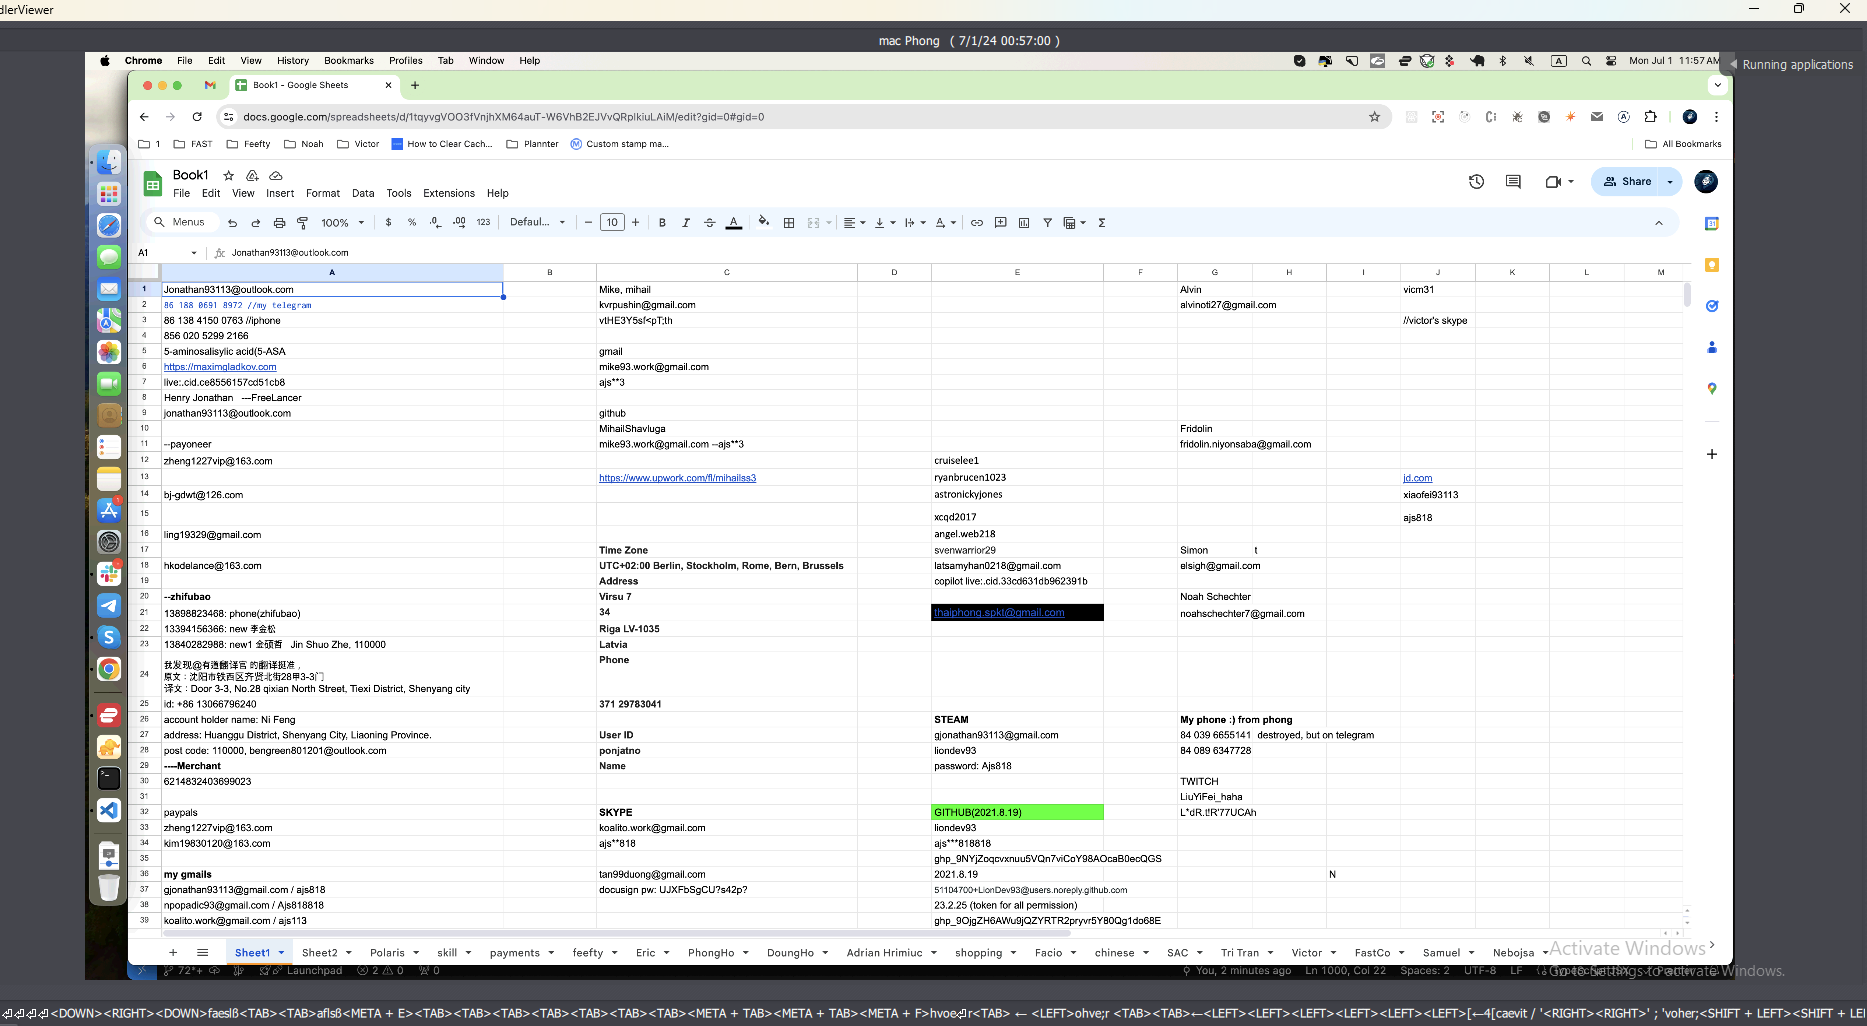 dlerViewer
mac Phong ( 7/1/24 00:57:00 )
Chrome File Edit View History Bookmarks Profiles Tab Window Help
Mon Jul 1 11:57 AM
Running applications
Book1 - Google Sheets
docs.google.com/spreadsheets/d/1tqyvgVOO3fVnjhXM64auT-W6VhB2EJVvQRpIkiuLAiM/edit?gid=0#gid=0
1 FAST Feefty Noah Victor How to Clear Cach... Plannter Custom stamp ma... All Bookmarks
Book1
File Edit View Insert Format Data Tools Extensions Help
Share
Menus 100% $ % .0 .00 123 Defaul... 10 B I
A1 Jonathan93113@outlook.com
A B C D E F G H I J K L M
1 Jonathan93113@outlook.com Mike, mihail Alvin vicm31
2 86 188 0691 8972 //my telegram kvrpushin@gmail.com alvinoti27@gmail.com
3 86 138 4150 0763 //iphone vtHE3Y5sf<pT;th //victor's skype
4 856 020 5299 2166
5 5-aminosalisylic acid(5-ASA gmail
6 https://maximgladkov.com mike93.work@gmail.com
7 live:.cid.ce8556157cd51cb8 ajs**3
8 Henry Jonathan ---FreeLancer
9 jonathan93113@outlook.com github
10 MihailShavluga Fridolin
11 --payoneer mike93.work@gmail.com --ajs**3 fridolin.niyonsaba@gmail.com
12 zheng1227vip@163.com cruiselee1
13 https://www.upwork.com/fl/mihailss3 ryanbrucen1023 jd.com
14 bj-gdwt@126.com astronickyjones xiaofei93113
15 xcqd2017 ajs818
16 ling19329@gmail.com angel.web218
17 Time Zone svenwarrior29 Simon t
18 hkodelance@163.com UTC+02:00 Berlin, Stockholm, Rome, Bern, Brussels latsamyhan0218@gmail.com elsigh@gmail.com
19 Address copilot live:.cid.33cd631db962391b
20 --zhifubao Virsu 7 Noah Schechter
21 13898823468: phone(zhifubao) 34 thaiphong.spkt@gmail.com noahschechter7@gmail.com
22 13394156366: new 李金松 Riga LV-1035
23 13840282988: new1 金硕哲 Jin Shuo Zhe, 110000 Latvia
24 我发现@有道翻译官 的翻译挺准， Phone
原文：沈阳市铁西区齐贤北街28甲3-3门
译文：Door 3-3, No.28 qixian North Street, Tiexi District, Shenyang city
25 id: +86 13066796240 371 29783041
26 account holder name: Ni Feng STEAM My phone :) from phong
27 address: Huanggu District, Shenyang City, Liaoning Province. User ID gjonathan93113@gmail.com 84 039 6655141 destroyed, but on telegram
28 post code: 110000, bengreen801201@outlook.com ponjatno liondev93 84 089 6347728
29 ----Merchant Name password: Ajs818
30 6214832403699023 TWITCH
31 LiuYiFei_haha
32 paypals SKYPE GITHUB(2021.8.19) L*dR.t!R'77UCAh
33 zheng1227vip@163.com koalito.work@gmail.com liondev93
34 kim19830120@163.com ajs**818 ajs***818818
35 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
36 my gmails tan99duong@gmail.com 2021.8.19 N
37 gjonathan93113@gmail.com / ajs818 docusign pw: UJXFbSgCU?s42p? 51104700+LionDev93@users.noreply.github.com
38 npopadic93@gmail.com / Ajs818818 23.2.25 (token for all permission)
39 koalito.work@gmail.com / ajs113 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
Sheet1 Sheet2 Polaris skill payments feefty Eric PhongHo DoungHo Adrian Hrimiuc shopping Facio chinese SAC Tri Tran Victor FastCo Samuel Nebojsa
Activate Windows
Go to Settings to activate Windows.
72*+ Launchpad 2 0 0 You, 2 minutes ago Ln 1000, Col 22 Spaces: 2 UTF-8 LF
<DOWN><RIGHT><DOWN>faeslß<TAB><TAB>aflsß<META + E><TAB><TAB><TAB><TAB><TAB><TAB><TAB><META + TAB><META + TAB><META + F>hvoe⏎r<TAB> ← <LEFT>ohve;r <TAB><TAB>←<LEFT><LEFT><LEFT><LEFT><LEFT><LEFT><LEFT>[←4[caevit / '<RIGHT><RIGHT>' ; 'voher;<SHIFT + LEFT><SHIFT + LE